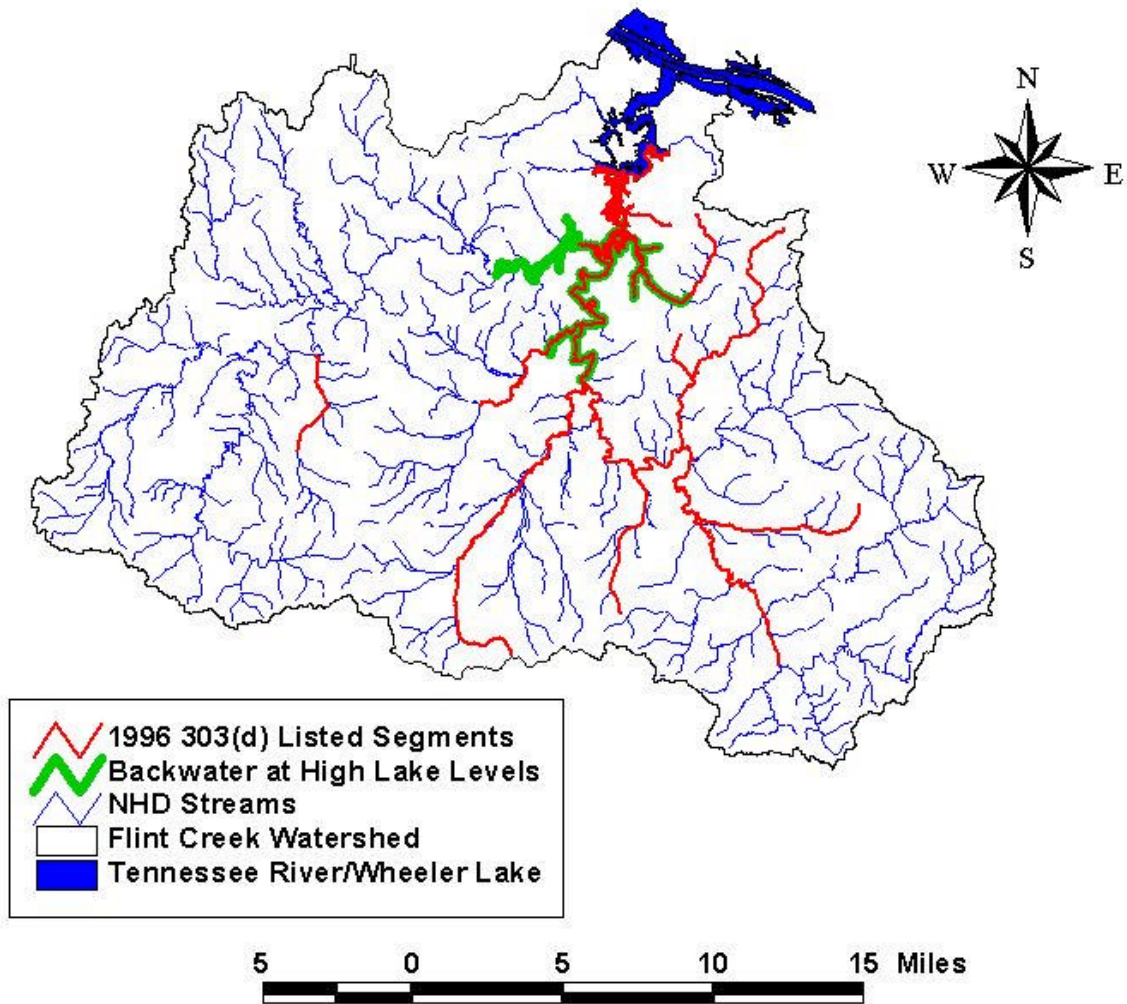 N
W E
S
1996 303(d) Listed Segments
Backwater at High Lake Levels
NHD Streams
Flint Creek Watershed
Tennessee River/Wheeler Lake
5 0 5 10 15 Miles